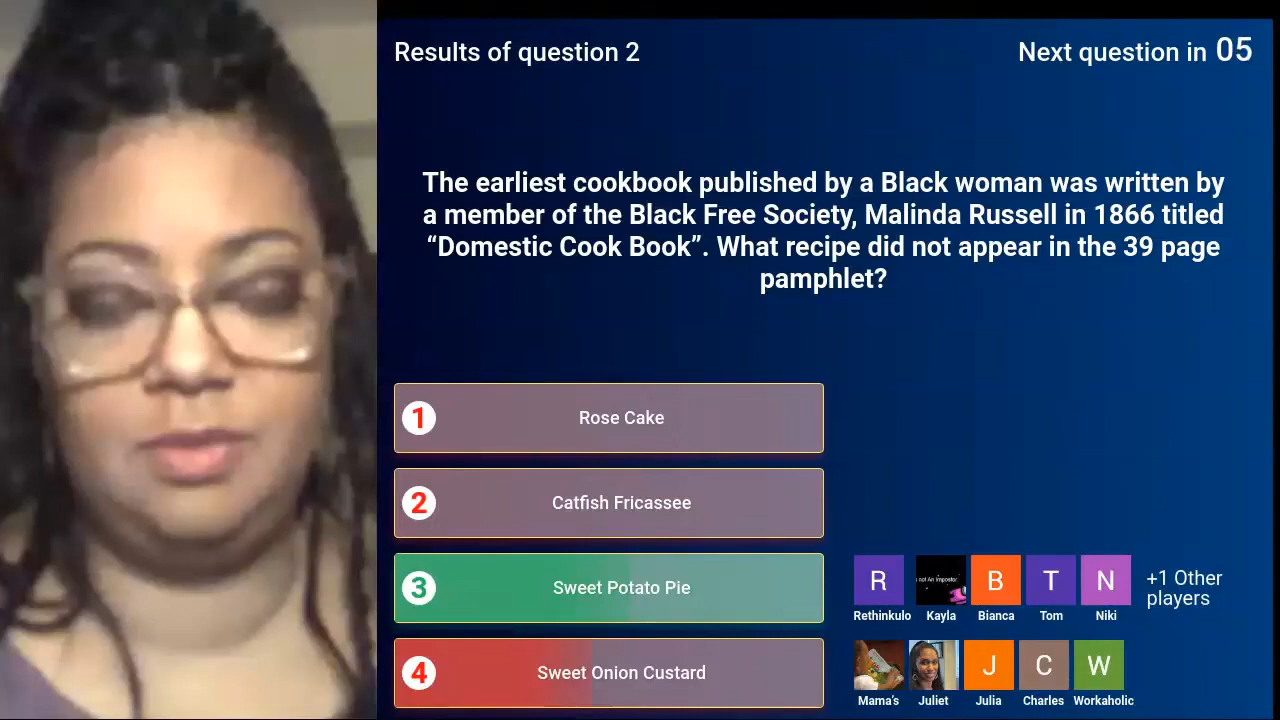 Results of question 2
Next question in 05
The earliest cookbook published by a Black woman was written by
a member of the Black Free Society, Malinda Russell in 1866 titled
“Domestic Cook Book”. What recipe did not appear in the 39 page
pamphlet?
1 Rose Cake
2 Catfish Fricassee
3 Sweet Potato Pie
4 Sweet Onion Custard
R
not An Impostor
B
T
N
+1 Other
players
Rethinkulo Kayla Bianca Tom Niki
J
C
W
Mama’s Juliet Julia Charles Workaholic